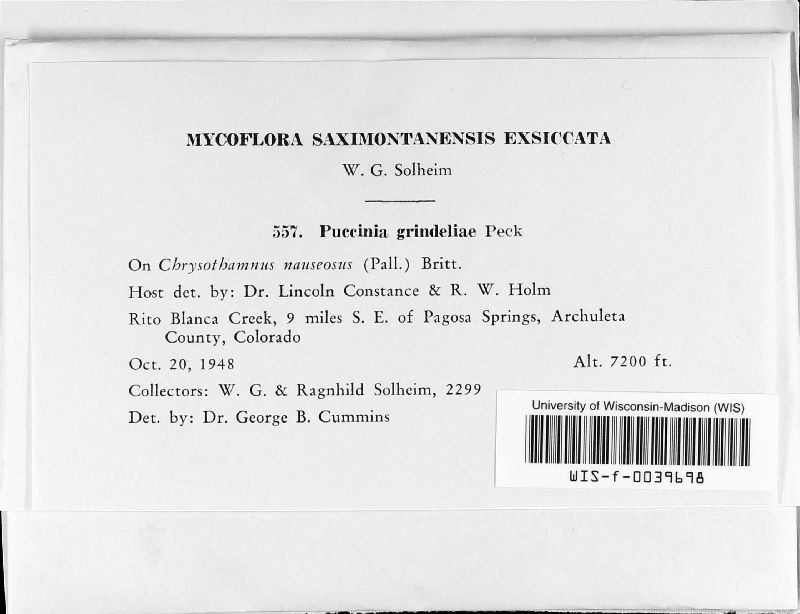 MYCOFLORA SAXIMONTANENSIS EXSICCATA
W. G. Solheim
557. Puccinia grindeliae Peck
On Chrysothamnus nauseosus (Pall.) Britt.
Host det. by: Dr. Lincoln Constance & R. W. Holm
Rito Blanca Creek, 9 miles S. E. of Pagosa Springs, Archuleta
County, Colorado
Oct. 20, 1948 Alt. 7200 ft.
Collectors: W. G. & Ragnhild Solheim, 2299
Det. by: Dr. George B. Cummins
University of Wisconsin-Madison (WIS)
WIS-f-0039698